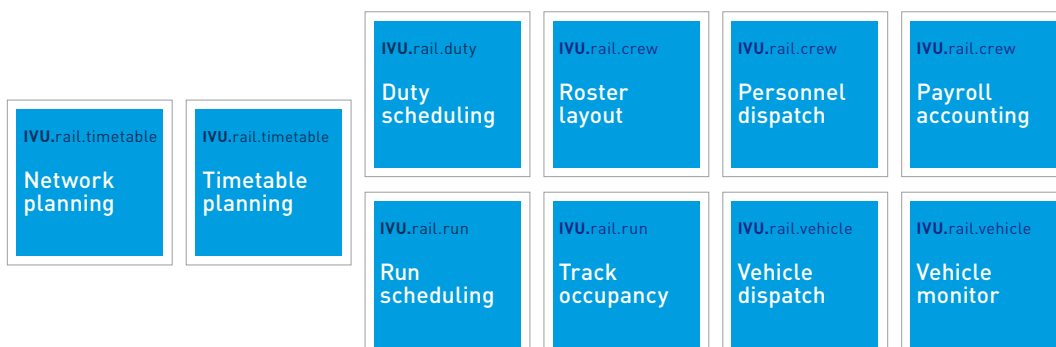 IVU.rail.timetable
Network
planning
IVU.rail.timetable
Timetable
planning
IVU.rail.duty
Duty
scheduling
IVU.rail.crew
Roster
layout
IVU.rail.crew
Personnel
dispatch
IVU.rail.crew
Payroll
accounting
IVU.rail.run
Run
scheduling
IVU.rail.run
Track
occupancy
IVU.rail.vehicle
Vehicle
dispatch
IVU.rail.vehicle
Vehicle
monitor